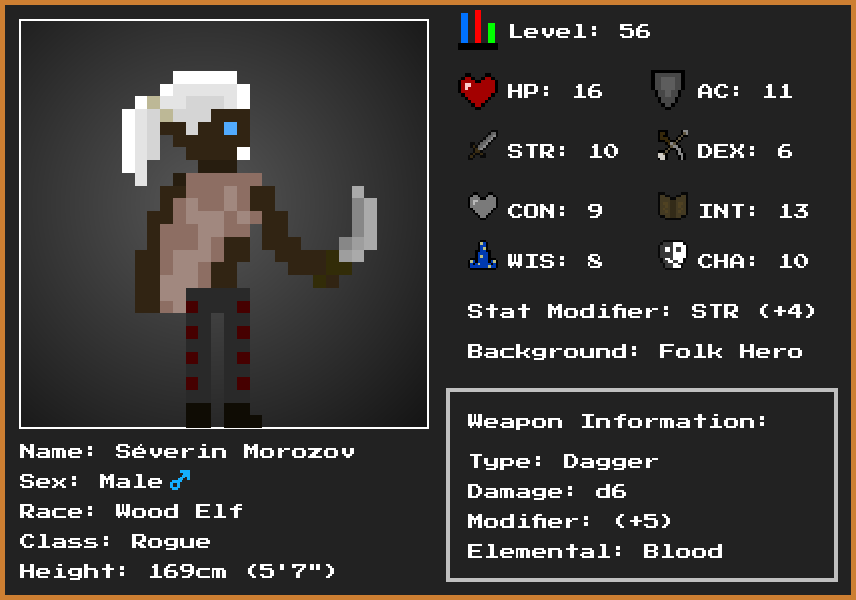 Level: 56
HP: 16
AC: 11
STR: 10
DEX: 6
CON: 9
INT: 13
WIS: 8
CHA: 10
Stat Modifier: STR (+4)
Background: Folk Hero
Weapon Information:
Type: Dagger
Damage: d6
Modifier: (+5)
Elemental: Blood
Name: Séverin Morozov
Sex: Male ♂
Race: Wood Elf
Class: Rogue
Height: 169cm (5'7")